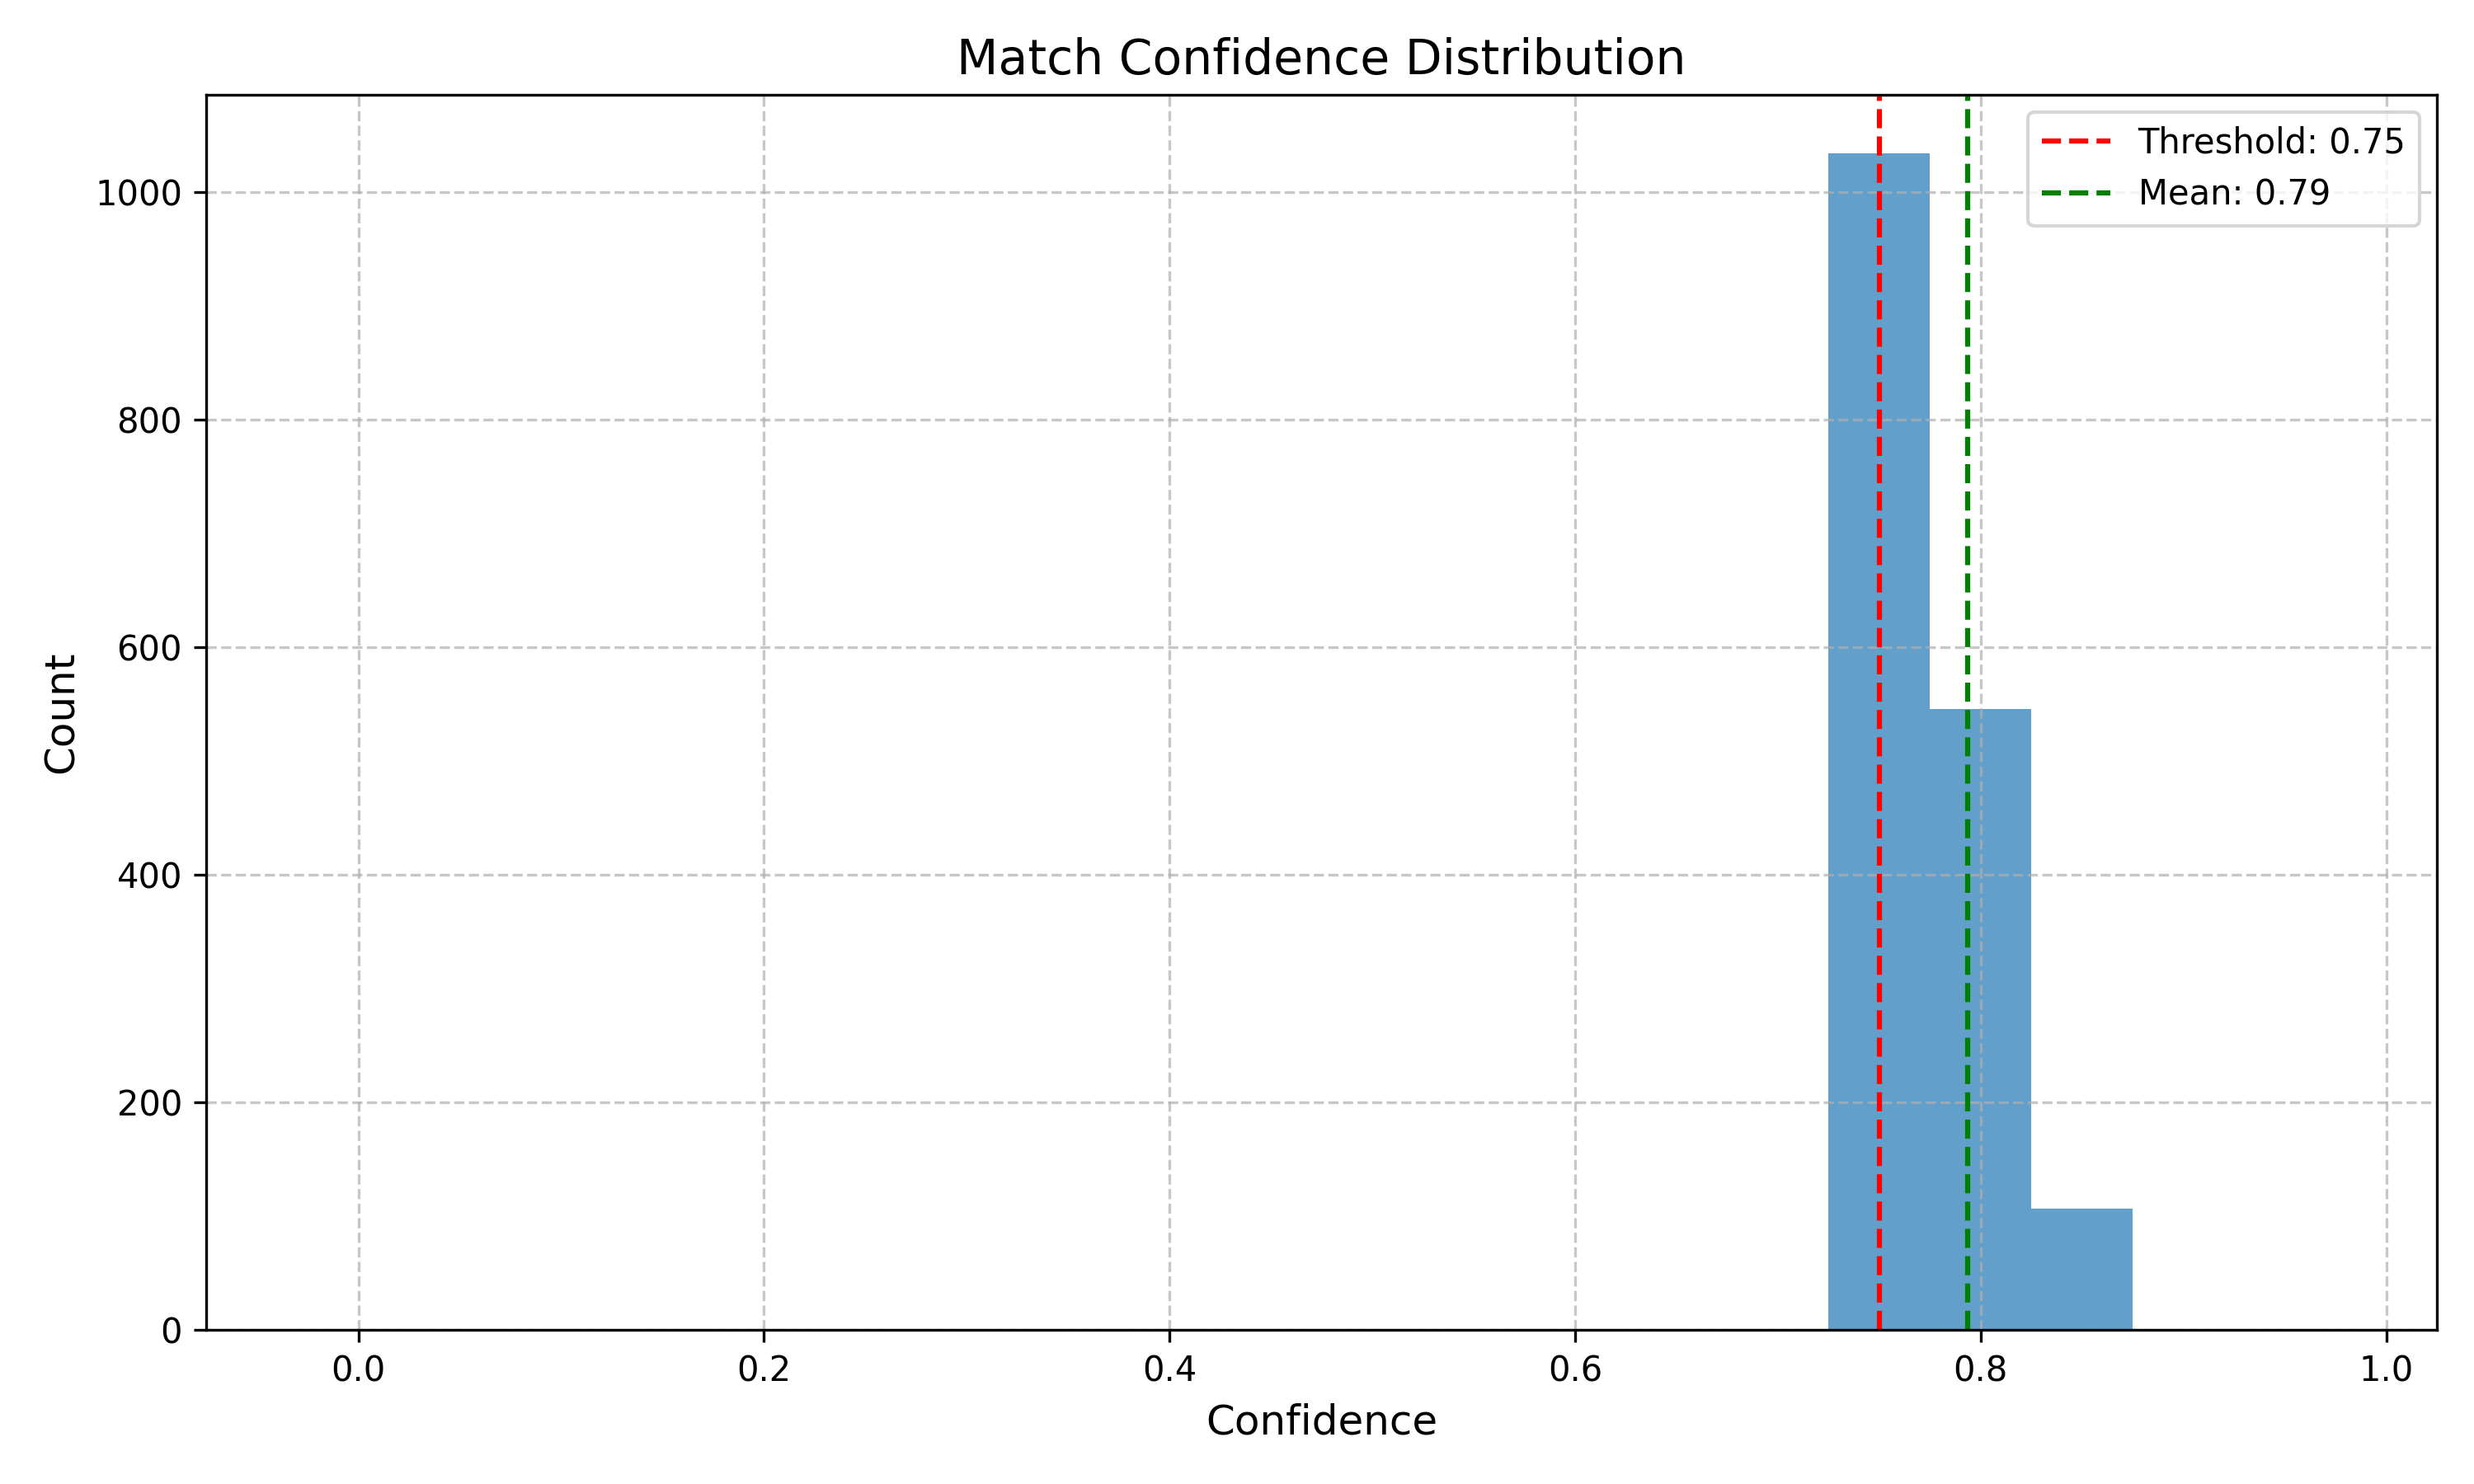 Match Confidence Distribution
Threshold: 0.75
Mean: 0.79
1000
800
600
400
200
0
Count
0.0 0.2 0.4 0.6 0.8 1.0
Confidence